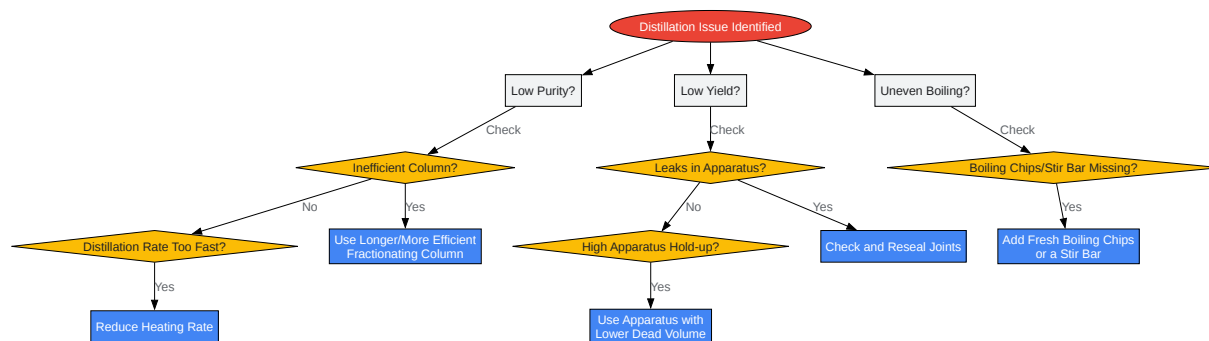 Distillation Issue Identified
Low Purity?
Low Yield?
Uneven Boiling?
Check
Check
Check
Inefficient Column?
Leaks in Apparatus?
Boiling Chips/Stir Bar Missing?
No
Yes
No
Yes
Yes
Distillation Rate Too Fast?
Use Longer/More Efficient
Fractionating Column
High Apparatus Hold-up?
Check and Reseal Joints
Add Fresh Boiling Chips
or a Stir Bar
Yes
Yes
Reduce Heating Rate
Use Apparatus with
Lower Dead Volume